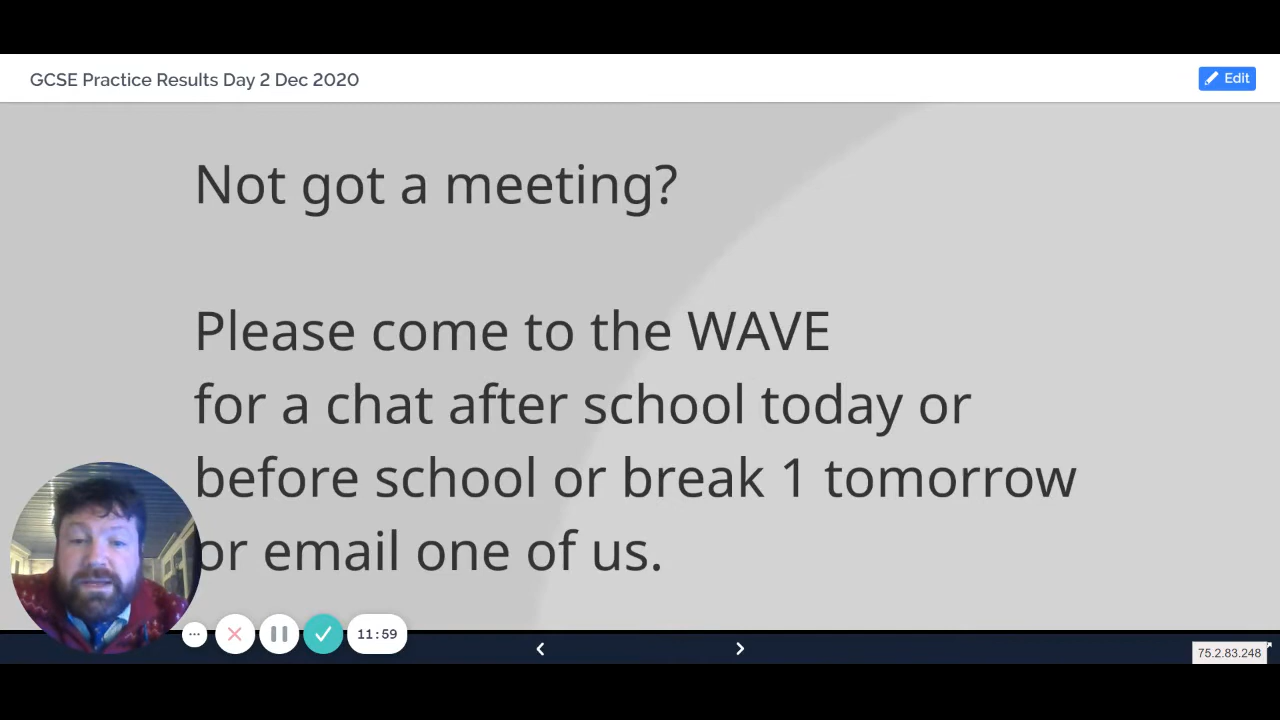 GCSE Practice Results Day 2 Dec 2020
Edit
Not got a meeting?
Please come to the WAVE
for a chat after school today or
before school or break 1 tomorrow
or email one of us.
11:59
75.2.83.248